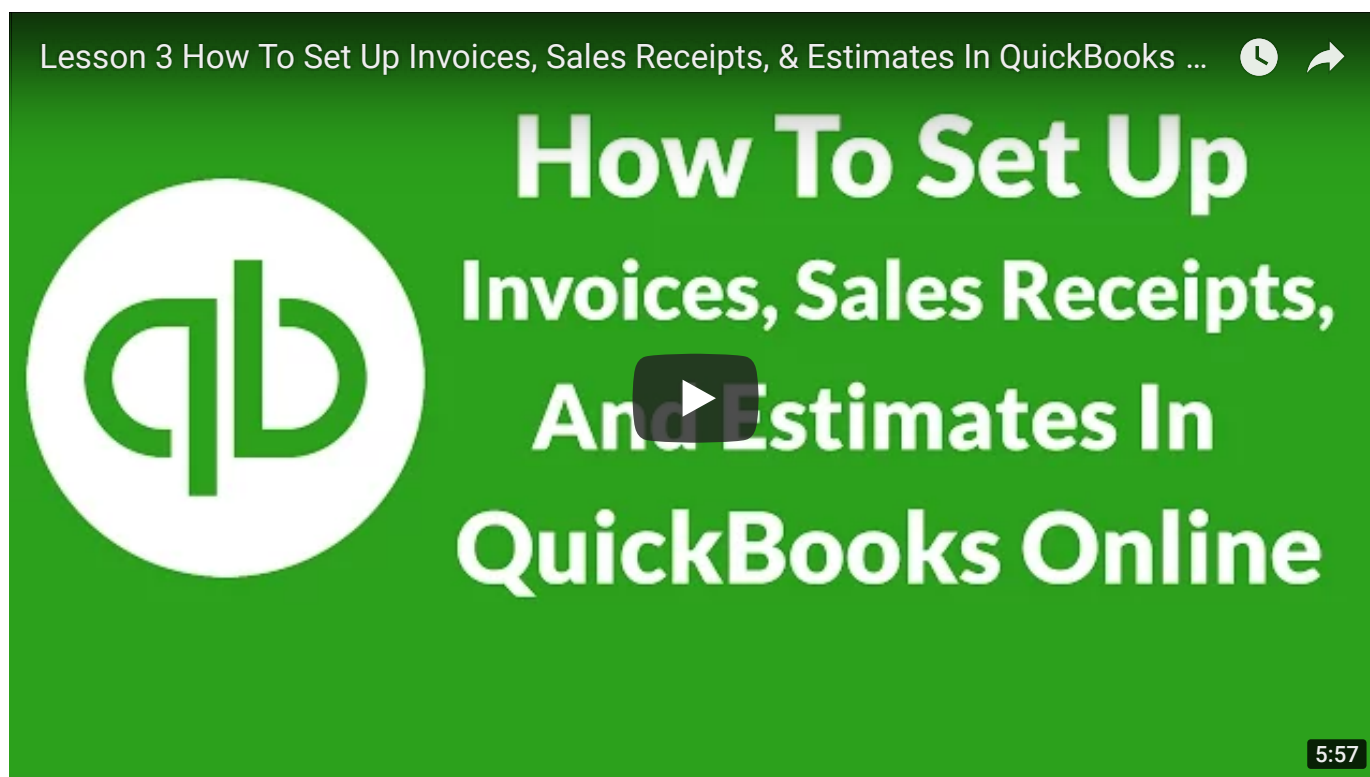 Lesson 3 How To Set Up Invoices, Sales Receipts, & Estimates In QuickBooks ...
How To Set Up
Invoices, Sales Receipts,
And Estimates In
QuickBooks Online
qb
5:57